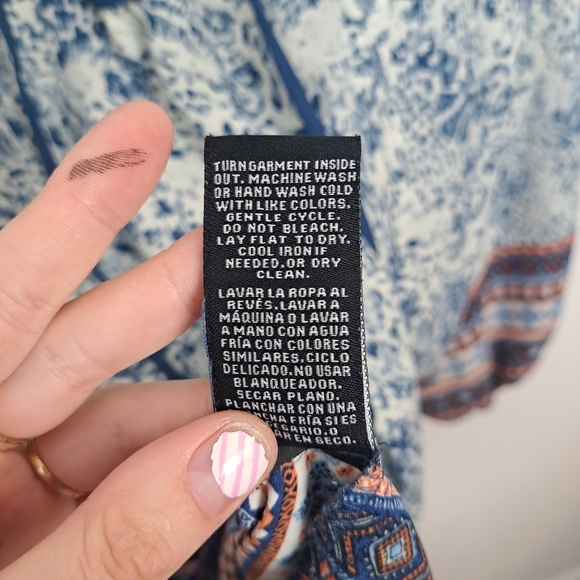 TURN GARMENT INSIDE
OUT. MACHINE WASH
OR HAND WASH COLD
WITH LIKE COLORS.
GENTLE CYCLE.
DO NOT BLEACH.
LAY FLAT TO DRY.
COOL IRON IF
NEEDED. OR DRY
CLEAN.
LAVAR LA ROPA AL
REVÉS. LAVAR A
MÁQUINA O LAVAR
A MANO CON AGUA
FRÍA CON COLORES
SIMILARES. CICLO
DELICADO. NO USAR
BLANQUEADOR.
SECAR PLANO.
PLANCHAR CON UNA
FRÍA SI ES
O
EN SECO.